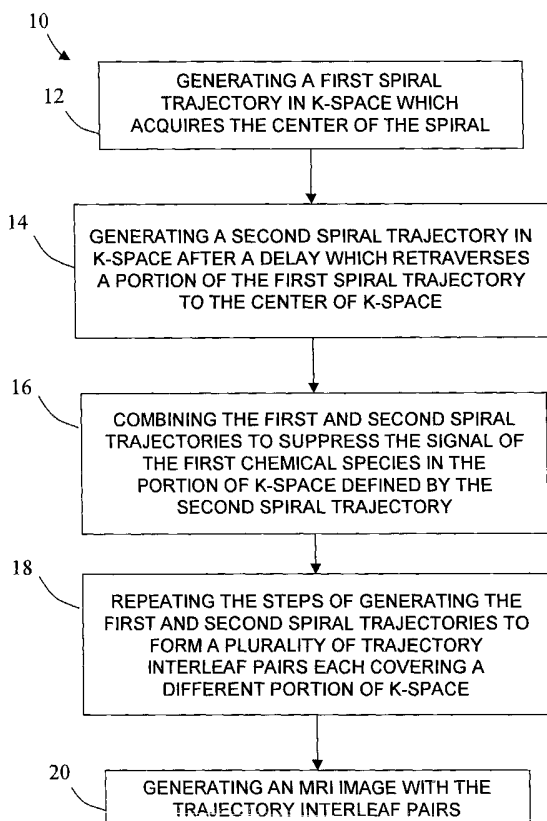 10
12
GENERATING A FIRST SPIRAL
TRAJECTORY IN K-SPACE WHICH
ACQUIRES THE CENTER OF THE SPIRAL
14
GENERATING A SECOND SPIRAL TRAJECTORY IN
K-SPACE AFTER A DELAY WHICH RETRAVERSES
A PORTION OF THE FIRST SPIRAL TRAJECTORY
TO THE CENTER OF K-SPACE
16
COMBINING THE FIRST AND SECOND SPIRAL
TRAJECTORIES TO SUPPRESS THE SIGNAL OF
THE FIRST CHEMICAL SPECIES IN THE
PORTION OF K-SPACE DEFINED BY THE
SECOND SPIRAL TRAJECTORY
18
REPEATING THE STEPS OF GENERATING THE
FIRST AND SECOND SPIRAL TRAJECTORIES TO
FORM A PLURALITY OF TRAJECTORY
INTERLEAF PAIRS EACH COVERING A
DIFFERENT PORTION OF K-SPACE
20
GENERATING AN MRI IMAGE WITH THE
TRAJECTORY INTERLEAF PAIRS